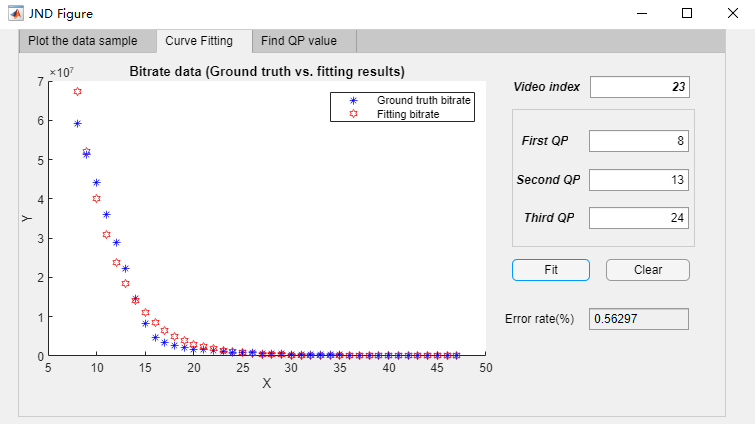 JND Figure
Plot the data sample
Curve Fitting
Find QP value
Bitrate data (Ground truth vs. fitting results)
×10⁷
7
6
5
4
3
2
1
0
Y
5 10 15 20 25 30 35 40 45 50
X
Ground truth bitrate
Fitting bitrate
Video index 23
First QP 8
Second QP 13
Third QP 24
Fit
Clear
Error rate(%) 0.56297